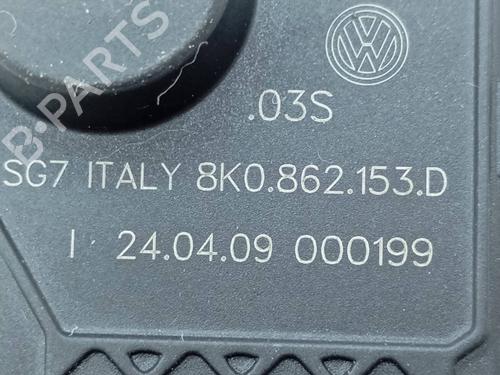 B-PARTS
.03S
SG7 ITALY 8K0.862.153.D
I 24.04.09 000199